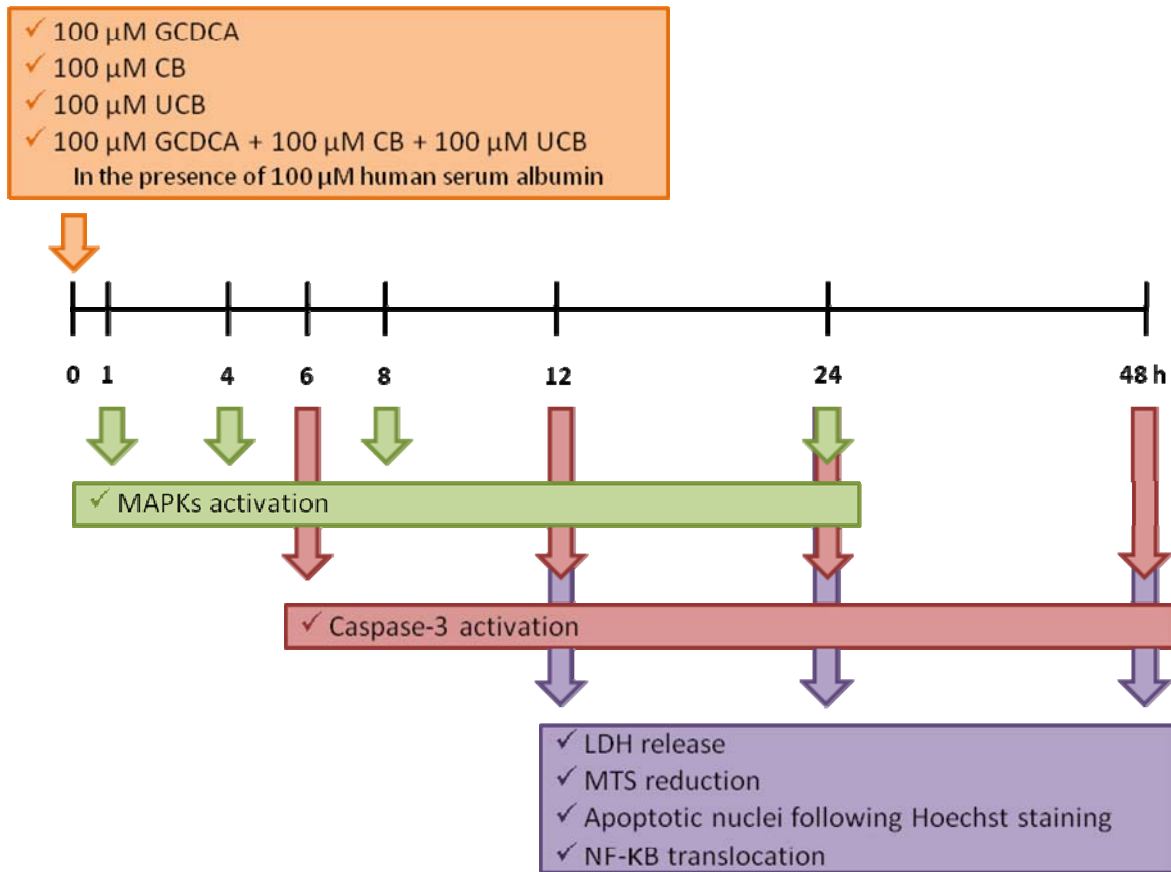 ✓ 100 µM GCDCA
✓ 100 µM CB
✓ 100 µM UCB
✓ 100 µM GCDCA + 100 µM CB + 100 µM UCB
In the presence of 100 µM human serum albumin
0 1 4 6 8 12 24 48 h
✓ MAPKs activation
✓ Caspase-3 activation
✓ LDH release
✓ MTS reduction
✓ Apoptotic nuclei following Hoechst staining
✓ NF-KB translocation